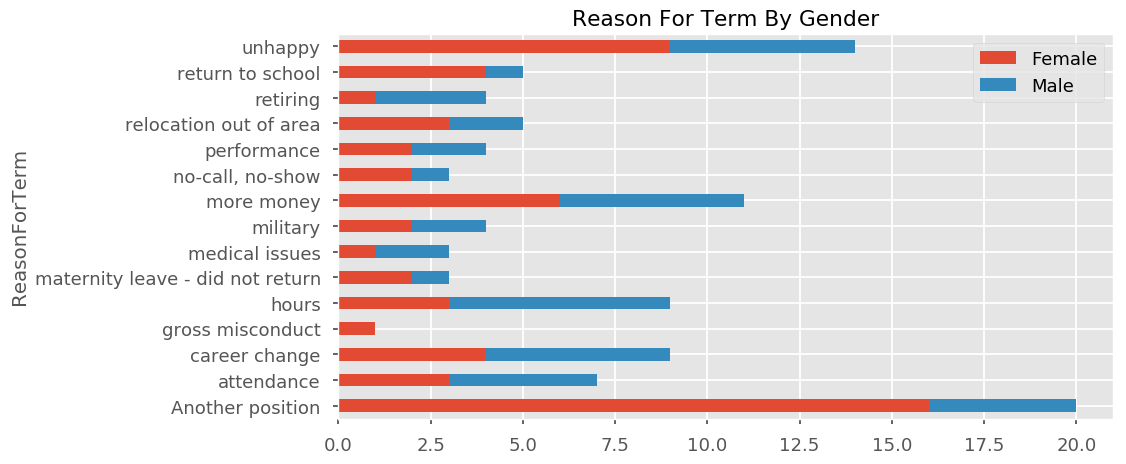 Reason For Term By Gender
unhappy
return to school
retiring
relocation out of area
performance
no-call, no-show
more money
military
medical issues
maternity leave - did not return
hours
gross misconduct
career change
attendance
Another position
ReasonForTerm
Female
Male
0.0 2.5 5.0 7.5 10.0 12.5 15.0 17.5 20.0